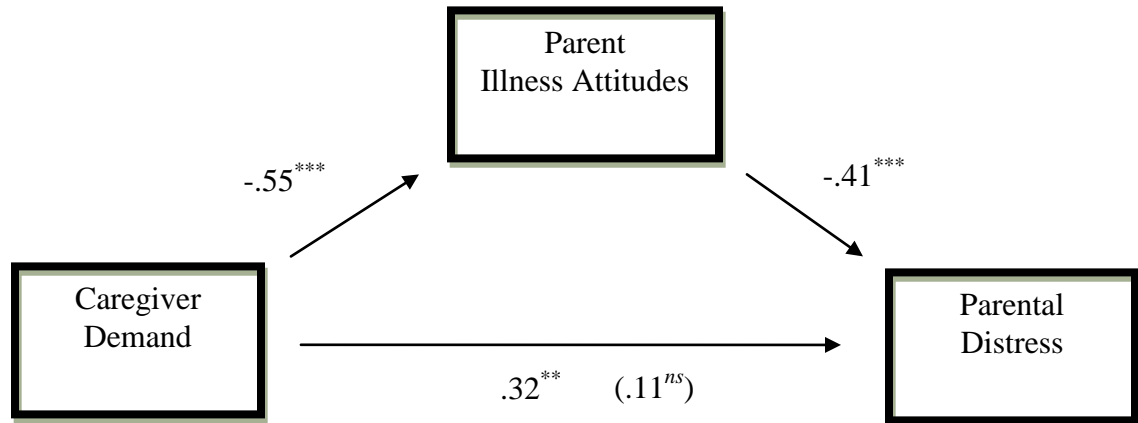 Parent
Illness Attitudes
-.55***
-.41***
Caregiver
Demand
Parental
Distress
.32** (.11ns)